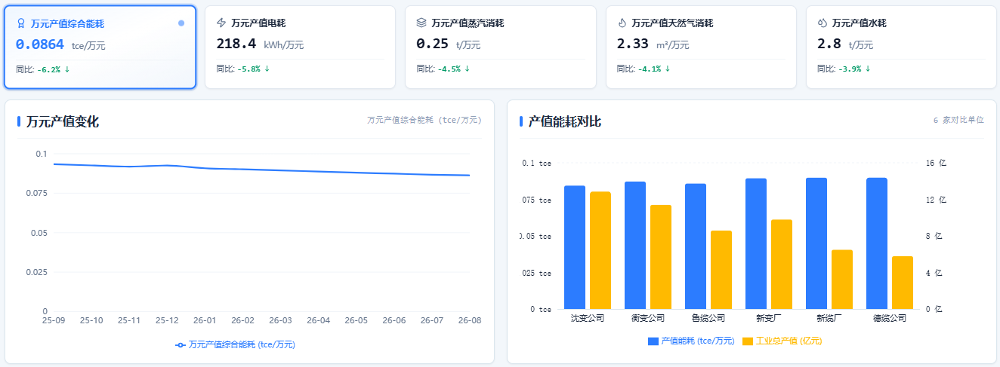 万元产值综合能耗
0.0864 tce/万元
同比: -6.2% ↓
万元产值电耗
218.4 kWh/万元
同比: -5.8% ↓
万元产值蒸汽消耗
0.25 t/万元
同比: -4.5% ↓
万元产值天然气消耗
2.33 m³/万元
同比: -4.1% ↓
万元产值水耗
2.8 t/万元
同比: -3.9% ↓
万元产值变化
万元产值综合能耗 (tce/万元)
0.1
0.075
0.05
0.025
0
25-09 25-10 25-11 25-12 26-01 26-02 26-03 26-04 26-05 26-06 26-07 26-08
万元产值综合能耗 (tce/万元)
产值能耗对比
6 家对比单位
0.1 tce
075 tce
0.05 tce
025 tce
0 tce
16 亿
12 亿
8 亿
4 亿
0 亿
沈变公司 衡变公司 鲁缆公司 新变厂 新缆厂 德缆公司
产值能耗 (tce/万元) 工业总产值 (亿元)